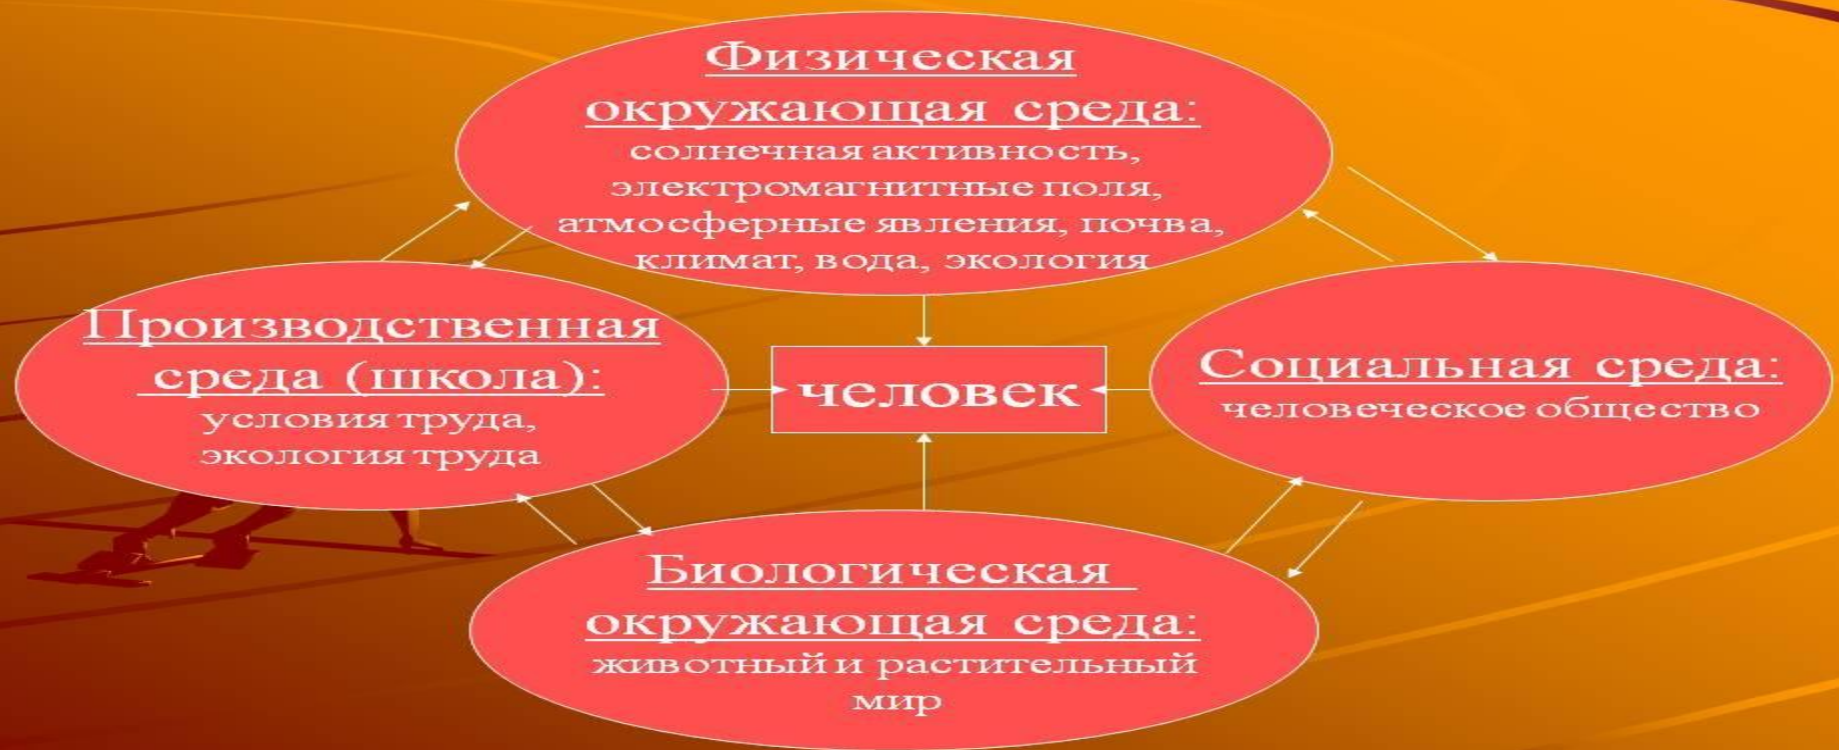 Физическая
окружающая среда:
солнечная активность,
электромагнитные поля,
атмосферные явления, почва,
климат, вода, экология
Производственная
среда (школа):
условия труда,
экология труда
человек
Социальная среда:
человеческое общество
Биологическая
окружающая среда:
животный и растительный
мир